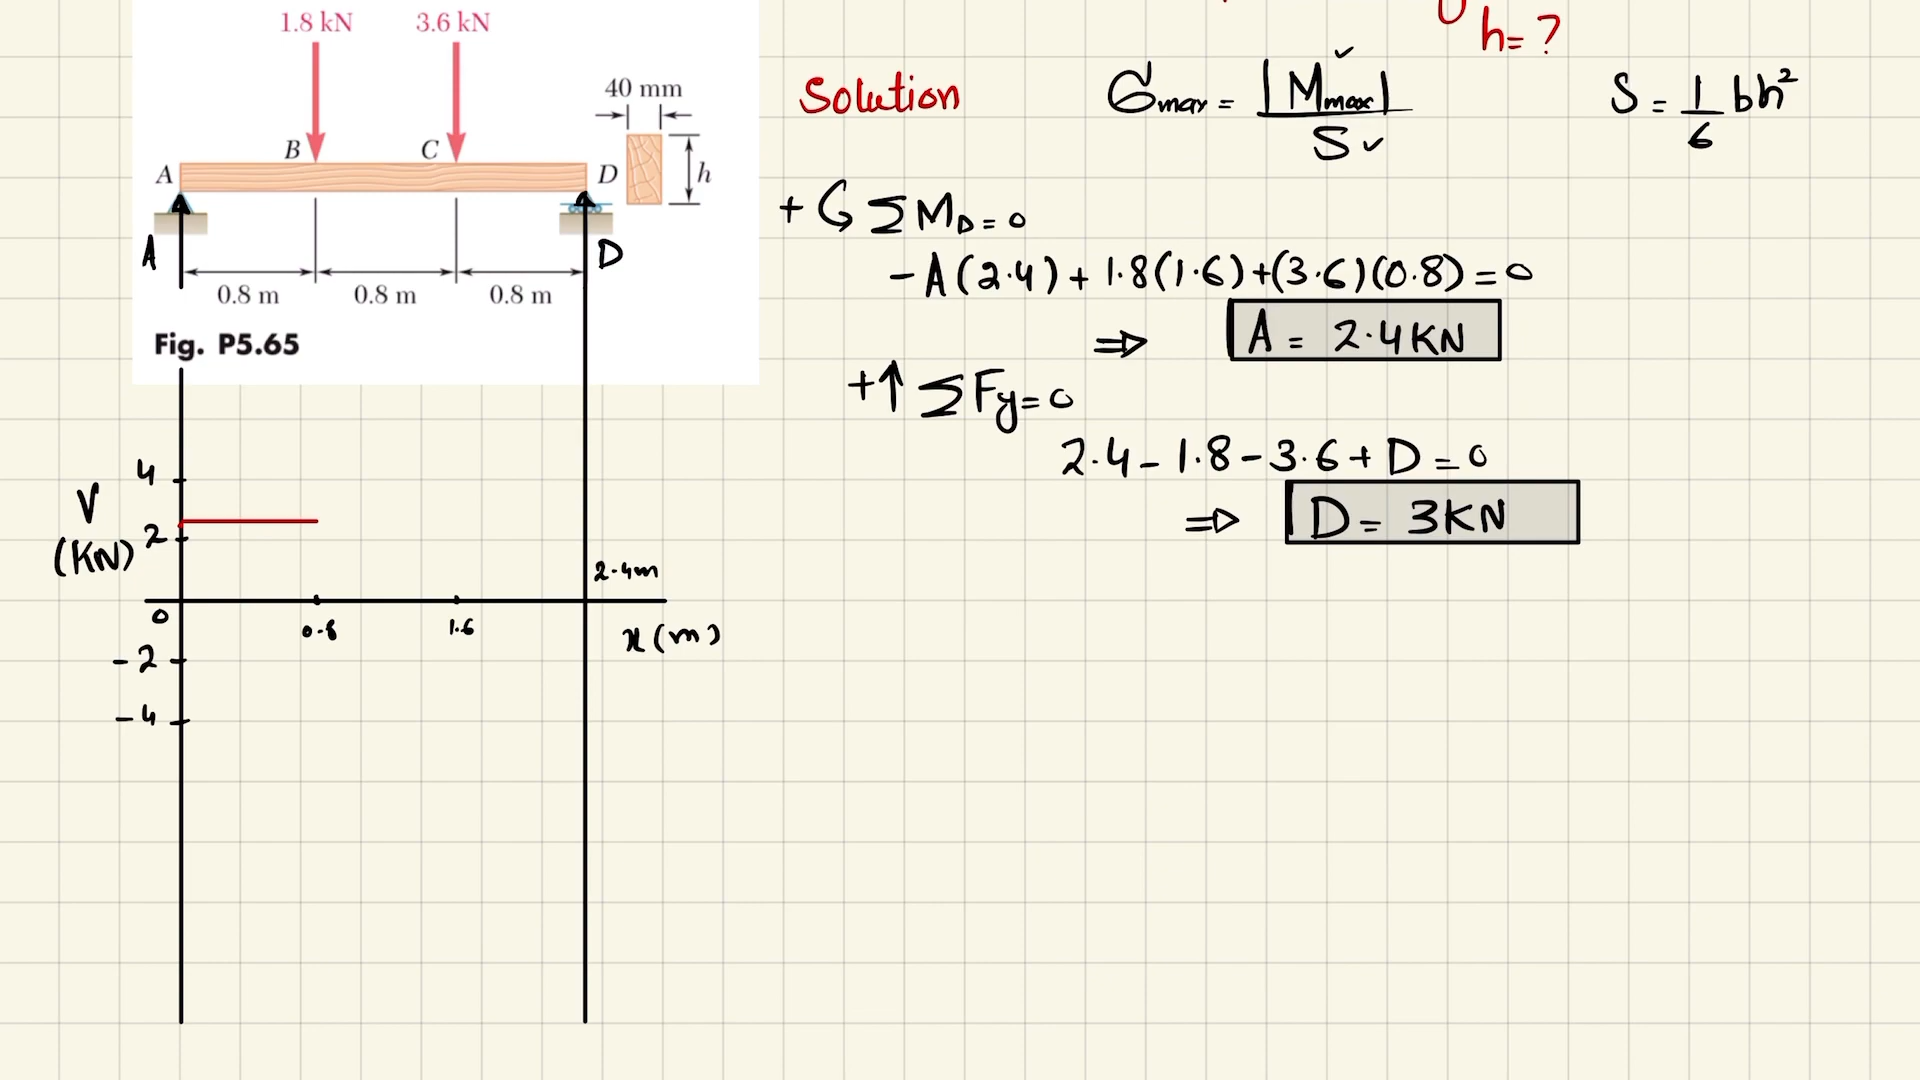 1.8 kN 3.6 kN
h= ?
40 mm
Solution
σmax = |Mmax| / S
S = 1/6 bh²
B C
A D h
+ ΣM_D = 0
A D
-A(2.4) + 1.8(1.6)+(3.6)(0.8) = 0
0.8 m 0.8 m 0.8 m
⇒ A = 2.4KN
Fig. P5.65
+↑ ΣFy=0
2.4 - 1.8 - 3.6 + D = 0
⇒ D = 3KN
V
(KN)
4
2
0
-2
-4
0.8 1.6 2.4m
x(m)